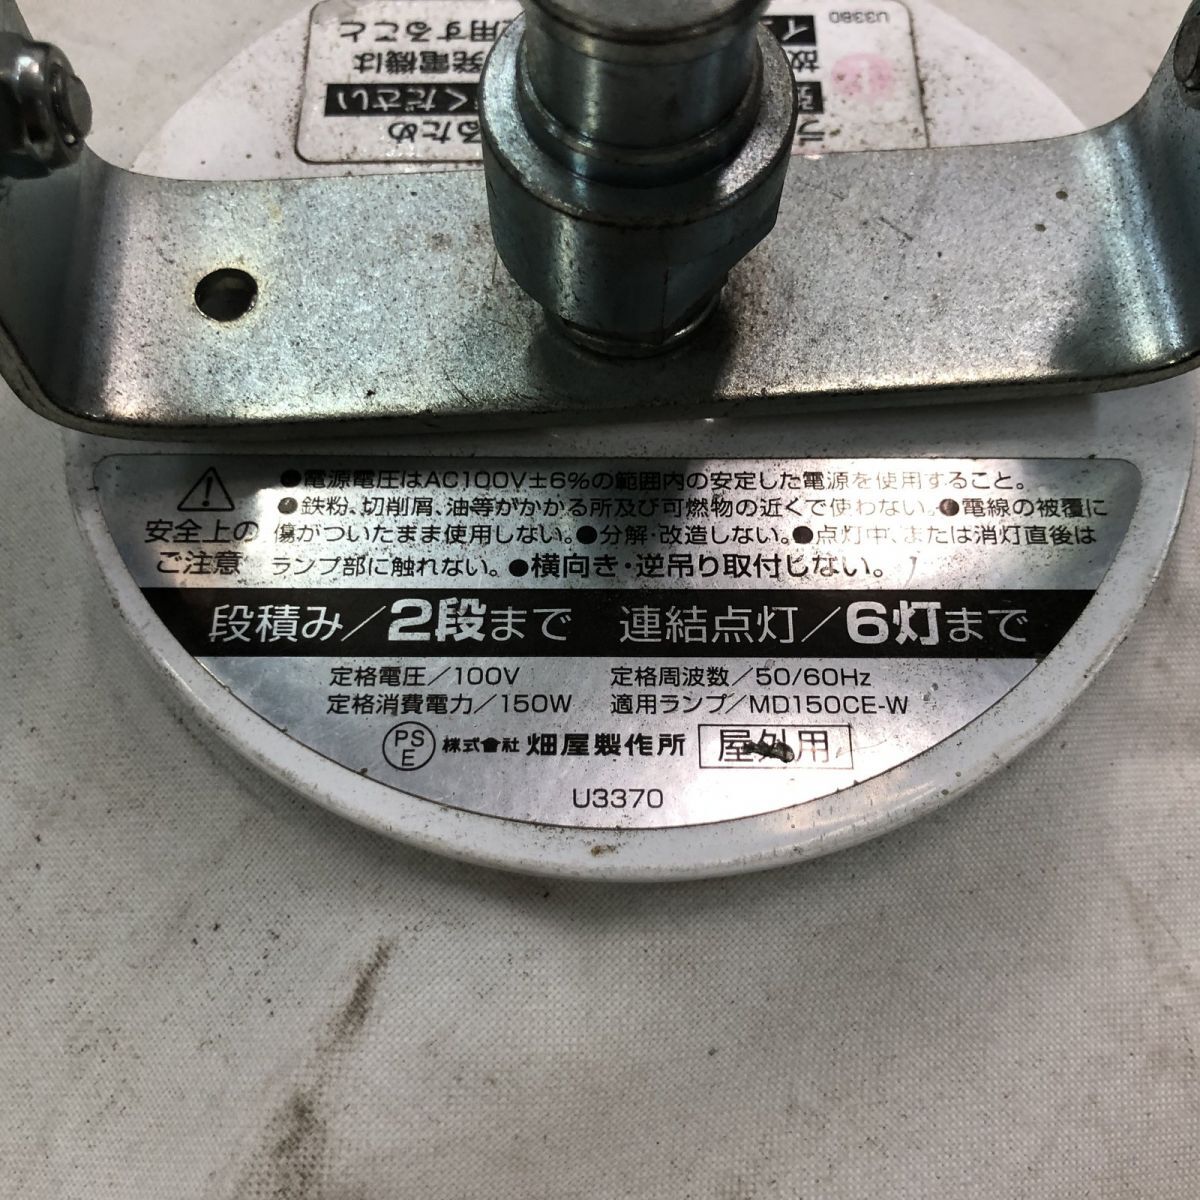 U3380
用すること
発電機は
ください
るため
⚠
安全上の
ご注意
●電源電圧はAC100V±6%の範囲内の安定した電源を使用すること。
●鉄粉、切削屑、油等がかかる所及び可燃物の近くで使わない。●電線の被覆に
傷がついたまま使用しない。●分解・改造しない。●点灯中、または消灯直後は
ランプ部に触れない。●横向き・逆吊り取付しない。
段積み/2段まで 連結点灯/6灯まで
定格電圧/100V 定格周波数/50/60Hz
定格消費電力/150W 適用ランプ/MD150CE-W
PSE 株式會社 畑屋製作所 屋外用
U3370